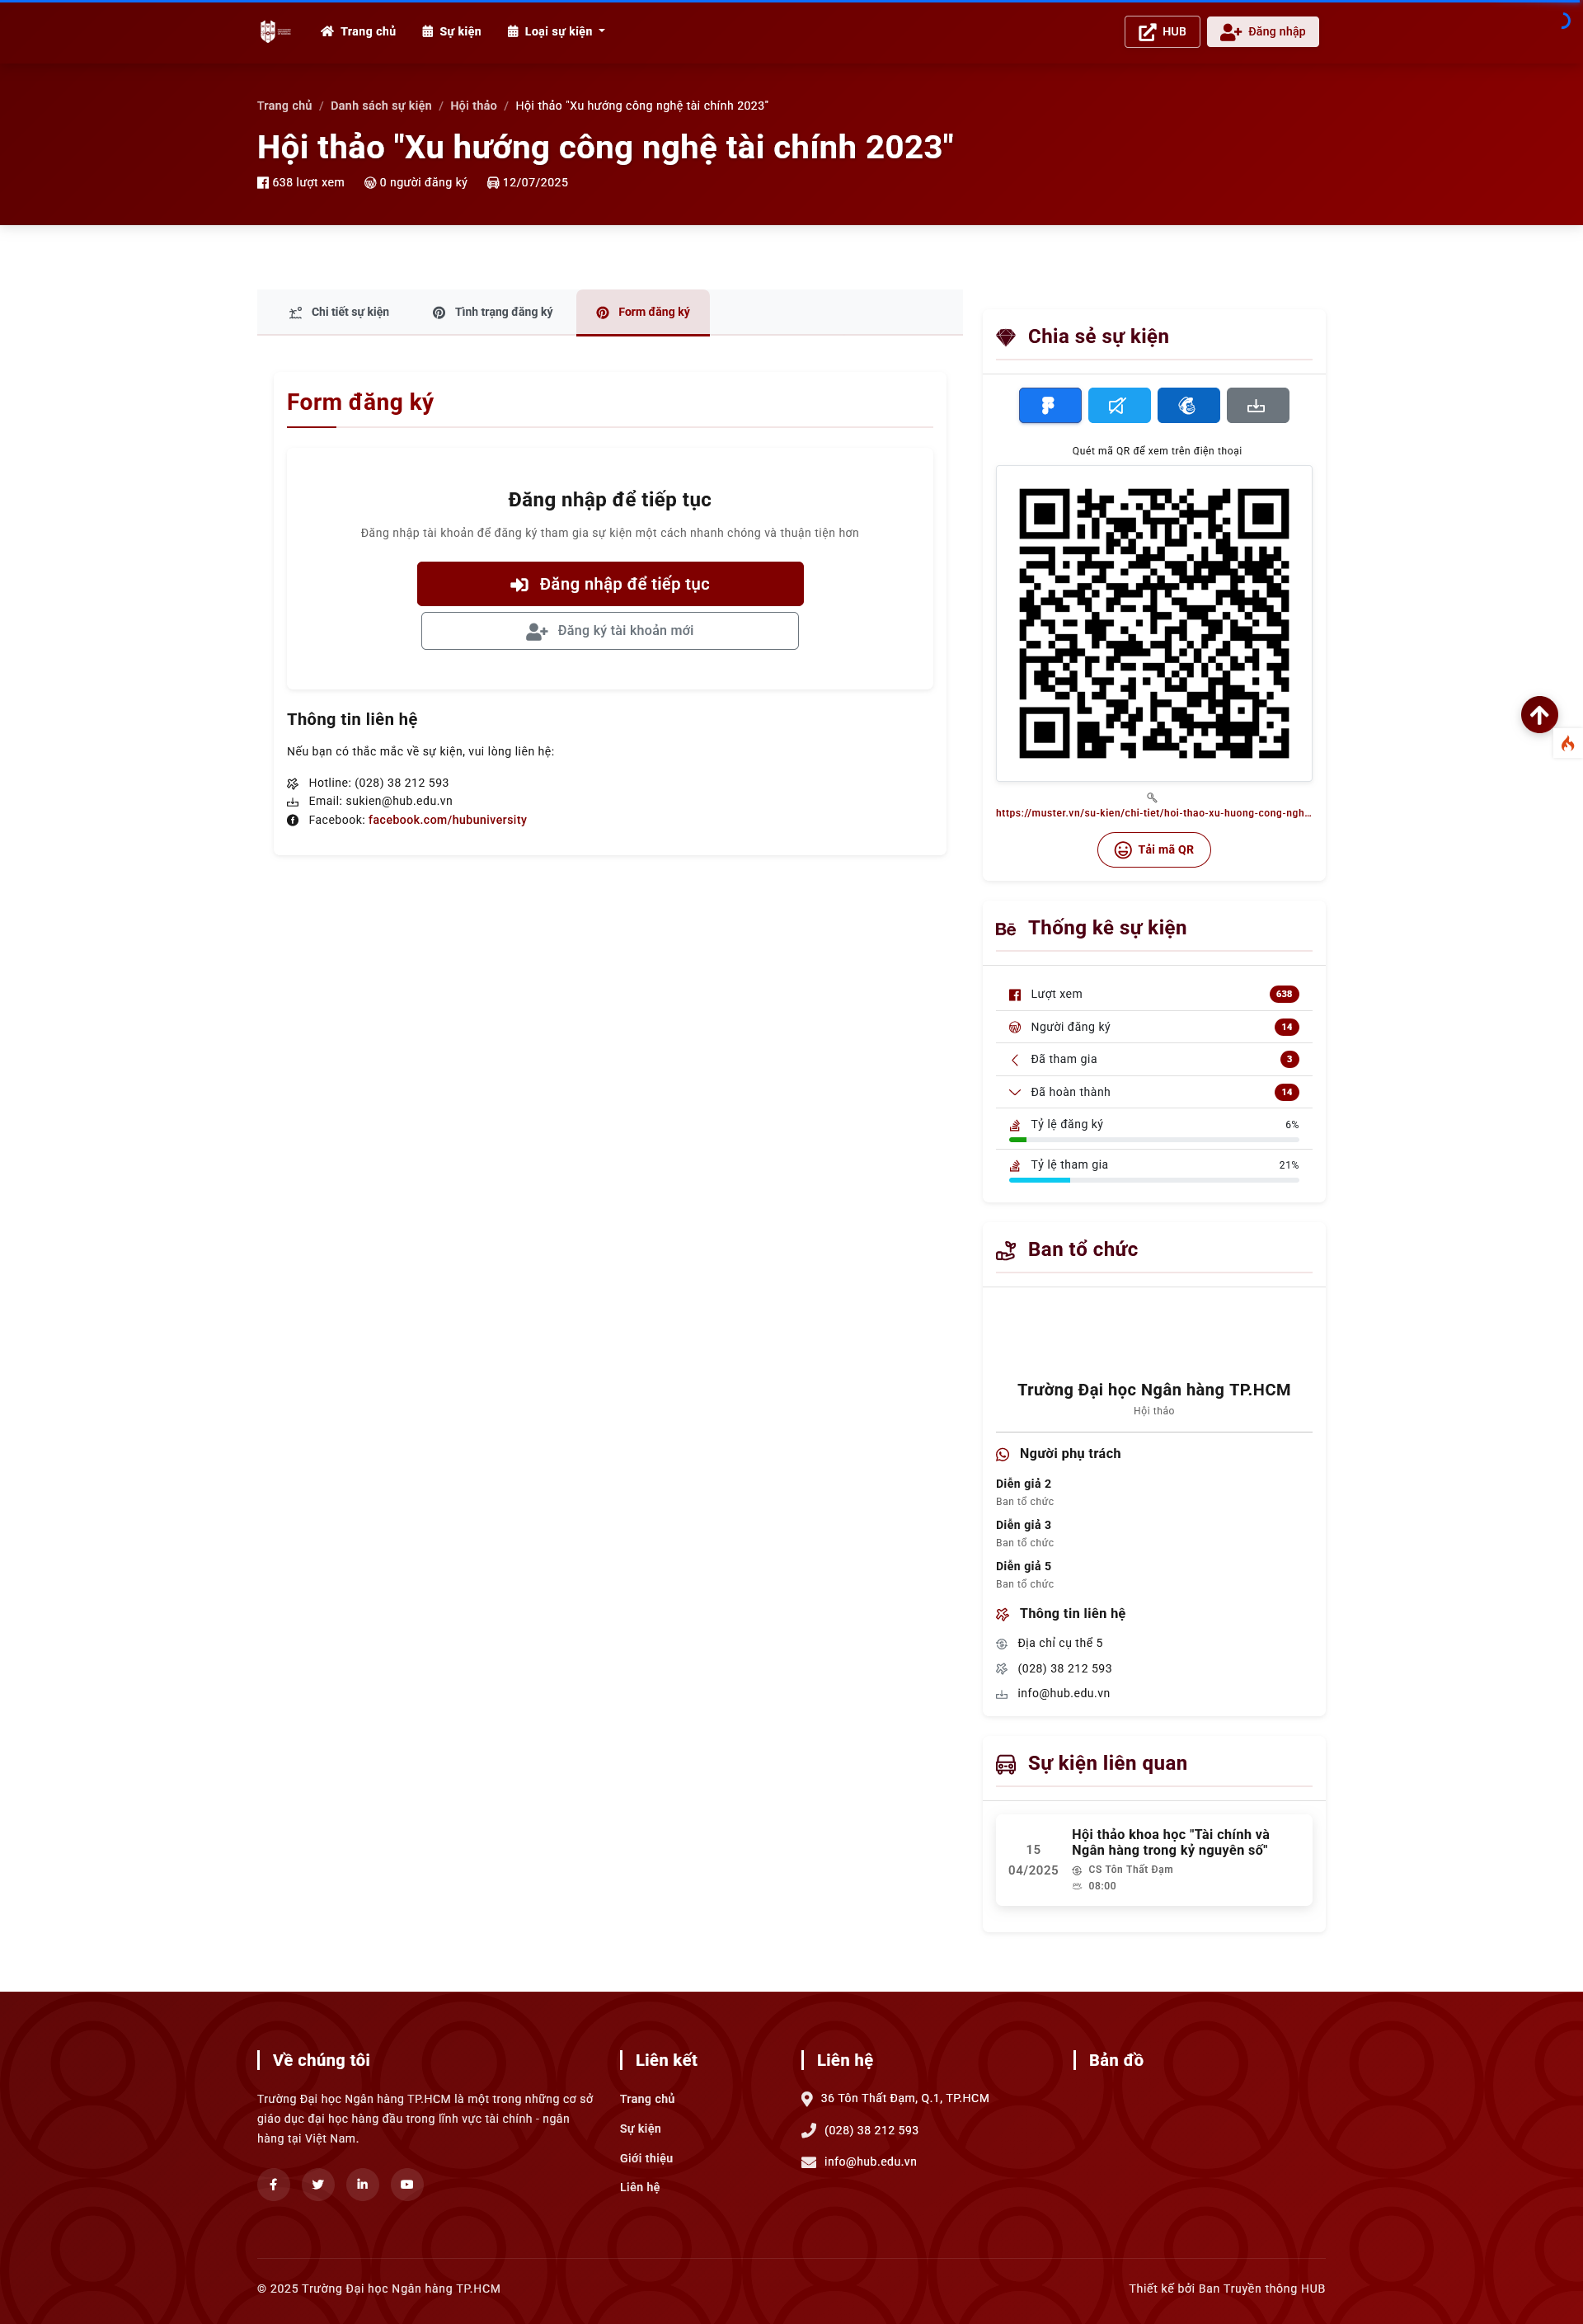 Trang chủ
Sự kiện
Loại sự kiện
HUB
Đăng nhập
Trang chủ / Danh sách sự kiện / Hội thảo / Hội thảo "Xu hướng công nghệ tài chính 2023"
Hội thảo "Xu hướng công nghệ tài chính 2023"
638 lượt xem
0 người đăng ký
12/07/2025
Chi tiết sự kiện
Tình trạng đăng ký
Form đăng ký
Form đăng ký
Đăng nhập để tiếp tục
Đăng nhập tài khoản để đăng ký tham gia sự kiện một cách nhanh chóng và thuận tiện hơn
Đăng nhập để tiếp tục
Đăng ký tài khoản mới
Thông tin liên hệ
Nếu bạn có thắc mắc về sự kiện, vui lòng liên hệ:
Hotline: (028) 38 212 593
Email: sukien@hub.edu.vn
Facebook: facebook.com/hubuniversity
Chia sẻ sự kiện
Quét mã QR để xem trên điện thoại
https://muster.vn/su-kien/chi-tiet/hoi-thao-xu-huong-cong-ngh...
Tải mã QR
Thống kê sự kiện
Lượt xem 638
Người đăng ký 14
Đã tham gia 3
Đã hoàn thành 14
Tỷ lệ đăng ký 6%
Tỷ lệ tham gia 21%
Ban tổ chức
Trường Đại học Ngân hàng TP.HCM
Hội thảo
Người phụ trách
Diễn giả 2
Ban tổ chức
Diễn giả 3
Ban tổ chức
Diễn giả 5
Ban tổ chức
Thông tin liên hệ
Địa chỉ cụ thể 5
(028) 38 212 593
info@hub.edu.vn
Sự kiện liên quan
15
04/2025
Hội thảo khoa học "Tài chính và
Ngân hàng trong kỷ nguyên số"
CS Tôn Thất Đạm
08:00
Về chúng tôi
Trường Đại học Ngân hàng TP.HCM là một trong những cơ sở
giáo dục đại học hàng đầu trong lĩnh vực tài chính - ngân
hàng tại Việt Nam.
Liên kết
Trang chủ
Sự kiện
Giới thiệu
Liên hệ
Liên hệ
36 Tôn Thất Đạm, Q.1, TP.HCM
(028) 38 212 593
info@hub.edu.vn
Bản đồ
© 2025 Trường Đại học Ngân hàng TP.HCM
Thiết kế bởi Ban Truyền thông HUB